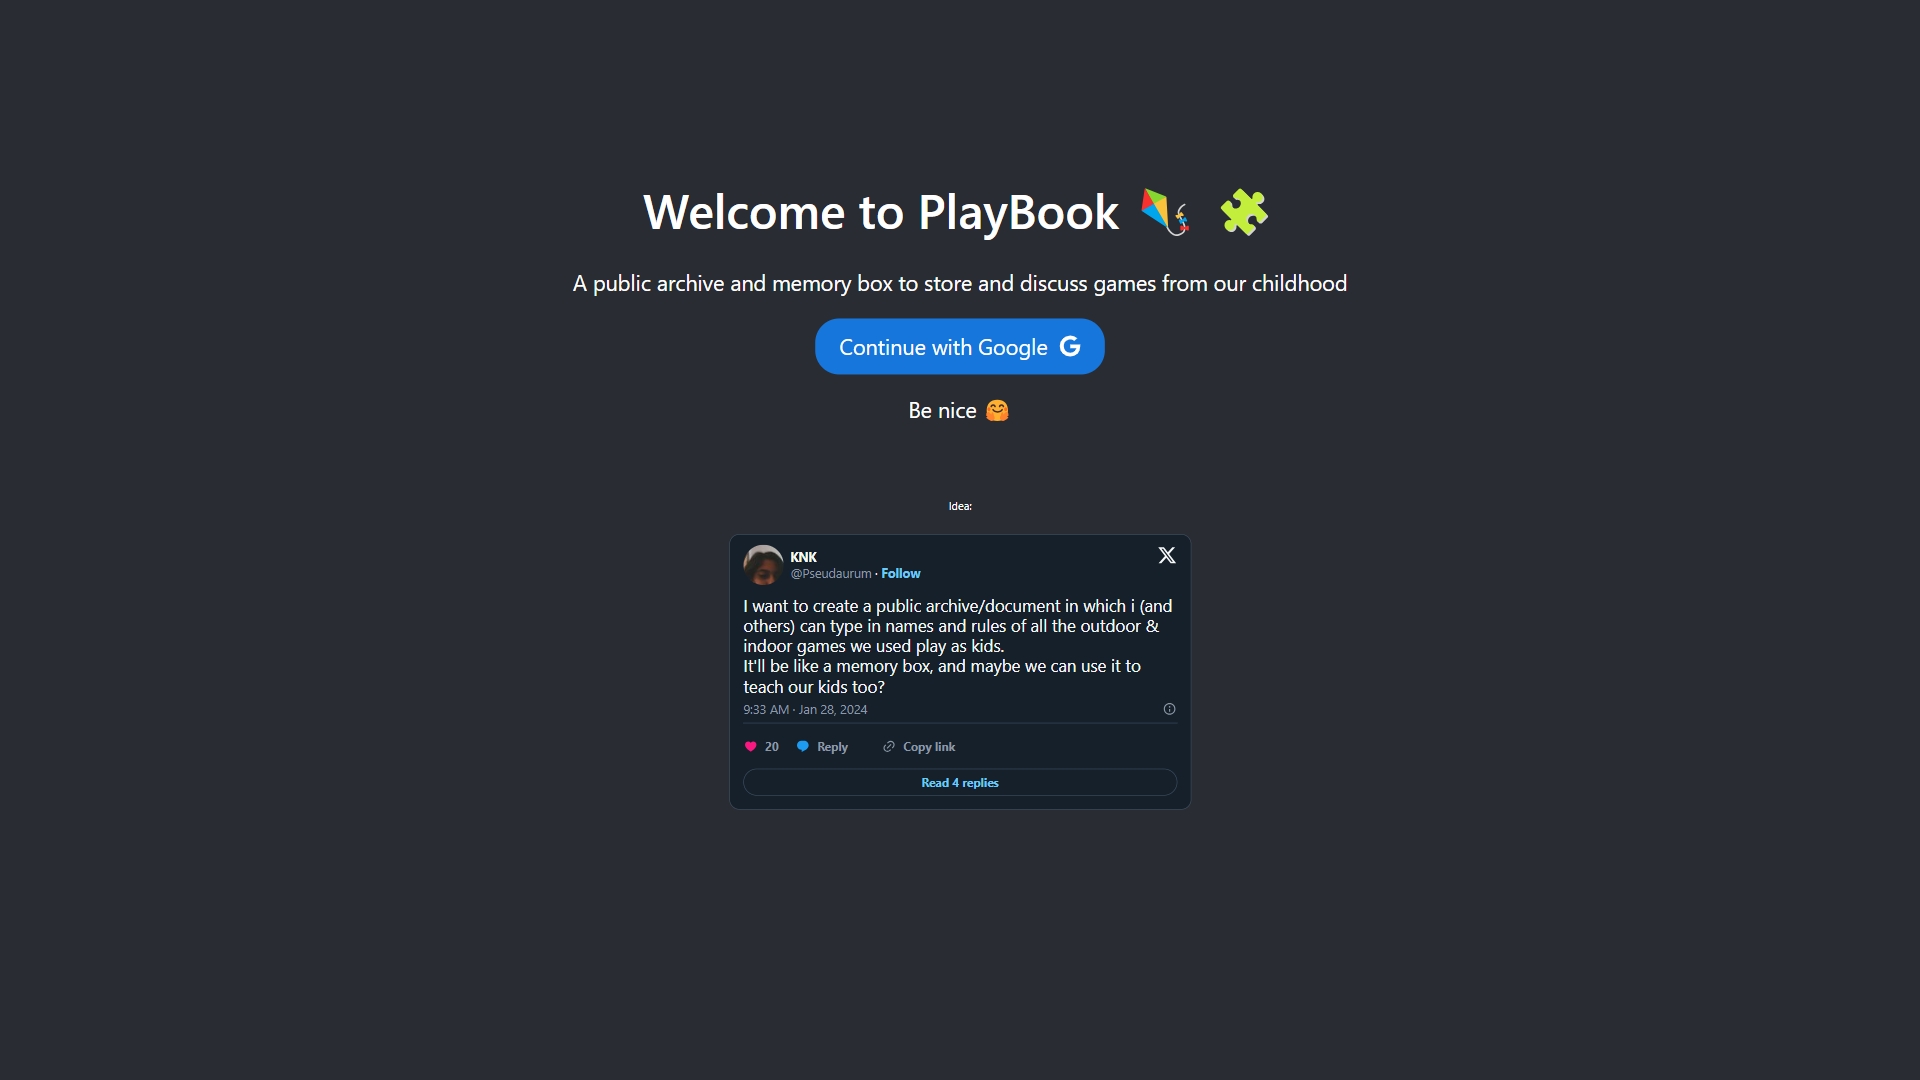 Welcome to PlayBook 🪁 🧩
A public archive and memory box to store and discuss games from our childhood
Continue with Google G
Be nice 🤗
Idea:
KNK
X
@Pseudaurum · Follow
I want to create a public archive/document in which i (and
others) can type in names and rules of all the outdoor &
indoor games we used play as kids.
It'll be like a memory box, and maybe we can use it to
teach our kids too?
9:33 AM · Jan 28, 2024
20 Reply Copy link
Read 4 replies